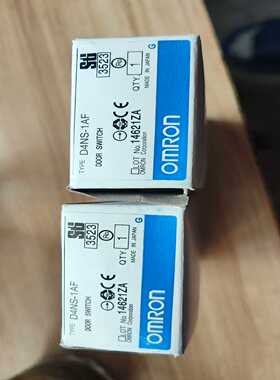 TYPE D4NS-1AF
DOOR SWITCH
3523
QTY. 1
LOT No. 14621ZA
OMRON Corporation
MADE IN JAPAN
G
OMRON
TYPE D4NS-1AF
DOOR SWITCH
3523
QTY. 1
LOT No. 14621ZA
OMRON Corporation
MADE IN JAPAN
G
OMRON